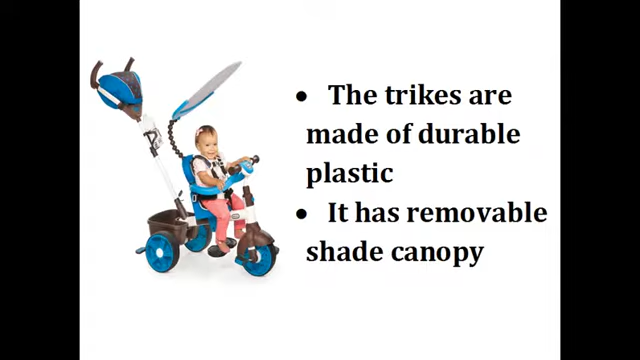 • The trikes are
made of durable
plastic
• It has removable
shade canopy